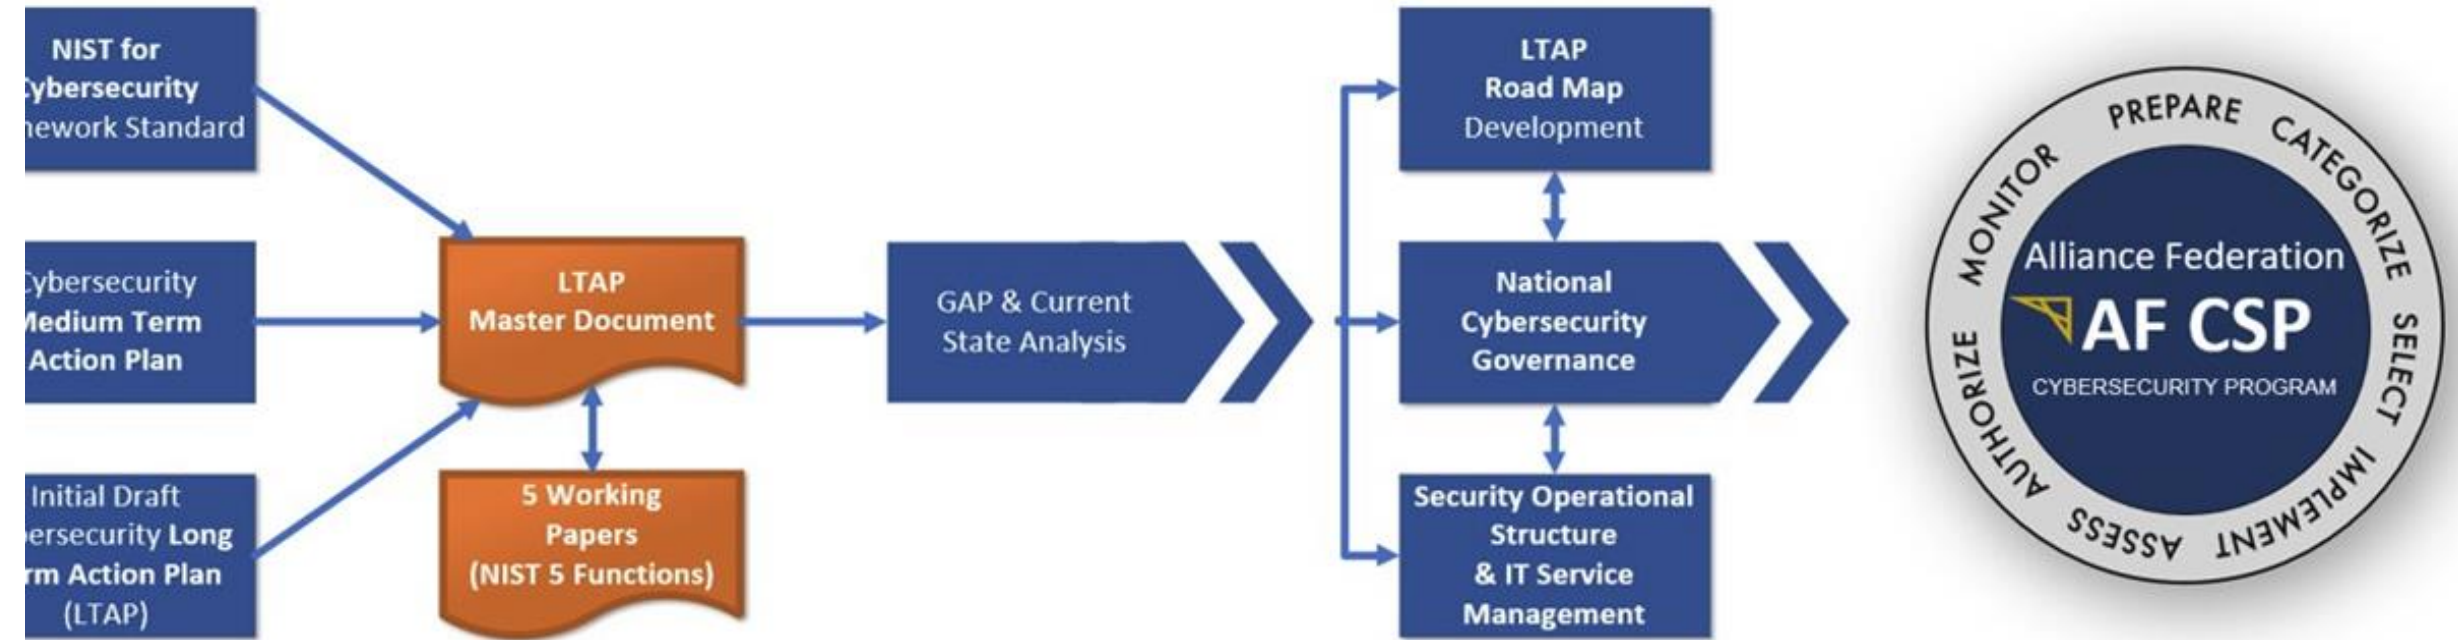 NIST for
ybersecurity
ework Standard
ybersecurity
Medium Term
Action Plan
Initial Draft
ersecurity Long
rm Action Plan
(LTAP)
LTAP
Master Document
5 Working
Papers
(NIST 5 Functions)
GAP & Current
State Analysis
LTAP
Road Map
Development
National
Cybersecurity
Governance
Security Operational
Structure
& IT Service
Management
PREPARE CATEGORIZE SELECT IMPLEMENT ASSESS AUTHORIZE MONITOR
Alliance Federation
AF CSP
CYBERSECURITY PROGRAM